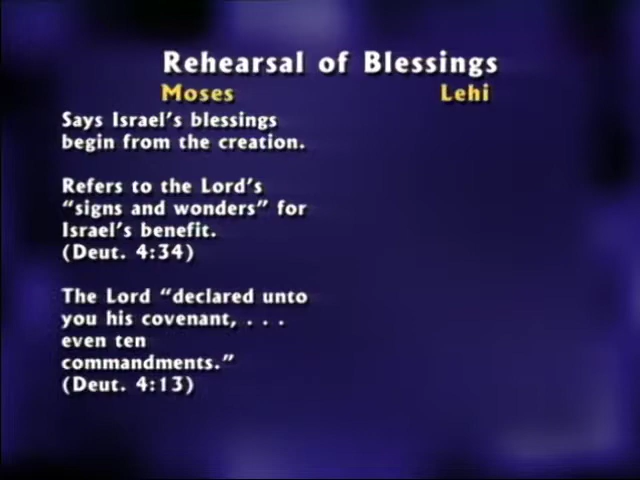 Rehearsal of Blessings
Moses Lehi
Says Israel's blessings
begin from the creation.
Refers to the Lord's
"signs and wonders" for
Israel's benefit.
(Deut. 4:34)
The Lord "declared unto
you his covenant, . . .
even ten
commandments."
(Deut. 4:13)